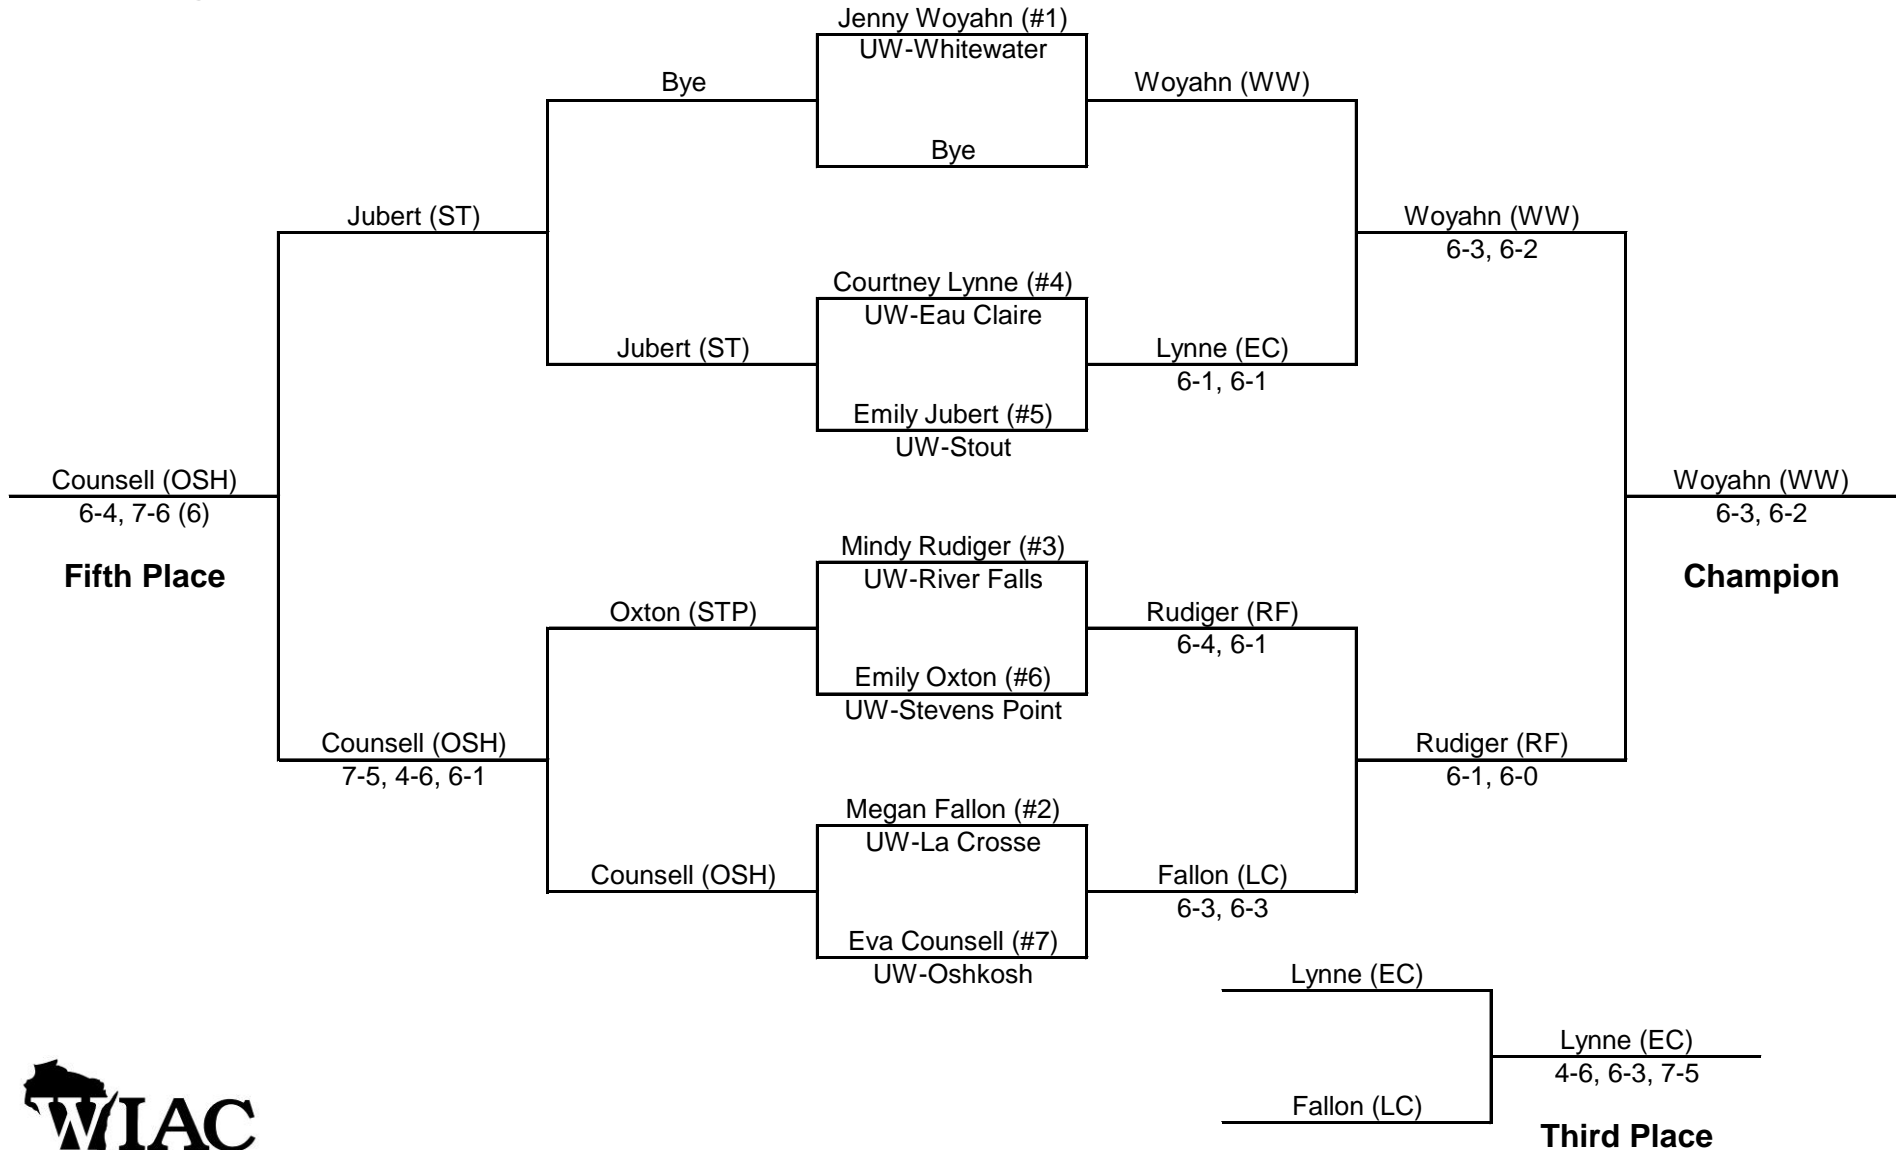 Jenny Woyahn (#1)
UW-Whitewater
Bye
Woyahn (WW)
Bye
Jubert (ST)
Woyahn (WW)
6-3, 6-2
Courtney Lynne (#4)
UW-Eau Claire
Jubert (ST)
Lynne (EC)
6-1, 6-1
Emily Jubert (#5)
UW-Stout
Counsell (OSH)
6-4, 7-6 (6)
Fifth Place
Woyahn (WW)
6-3, 6-2
Champion
Mindy Rudiger (#3)
UW-River Falls
Oxton (STP)
Rudiger (RF)
6-4, 6-1
Emily Oxton (#6)
UW-Stevens Point
Counsell (OSH)
7-5, 4-6, 6-1
Rudiger (RF)
6-1, 6-0
Megan Fallon (#2)
UW-La Crosse
Counsell (OSH)
Fallon (LC)
6-3, 6-3
Eva Counsell (#7)
UW-Oshkosh
Lynne (EC)
Lynne (EC)
4-6, 6-3, 7-5
Fallon (LC)
Third Place
WIAC